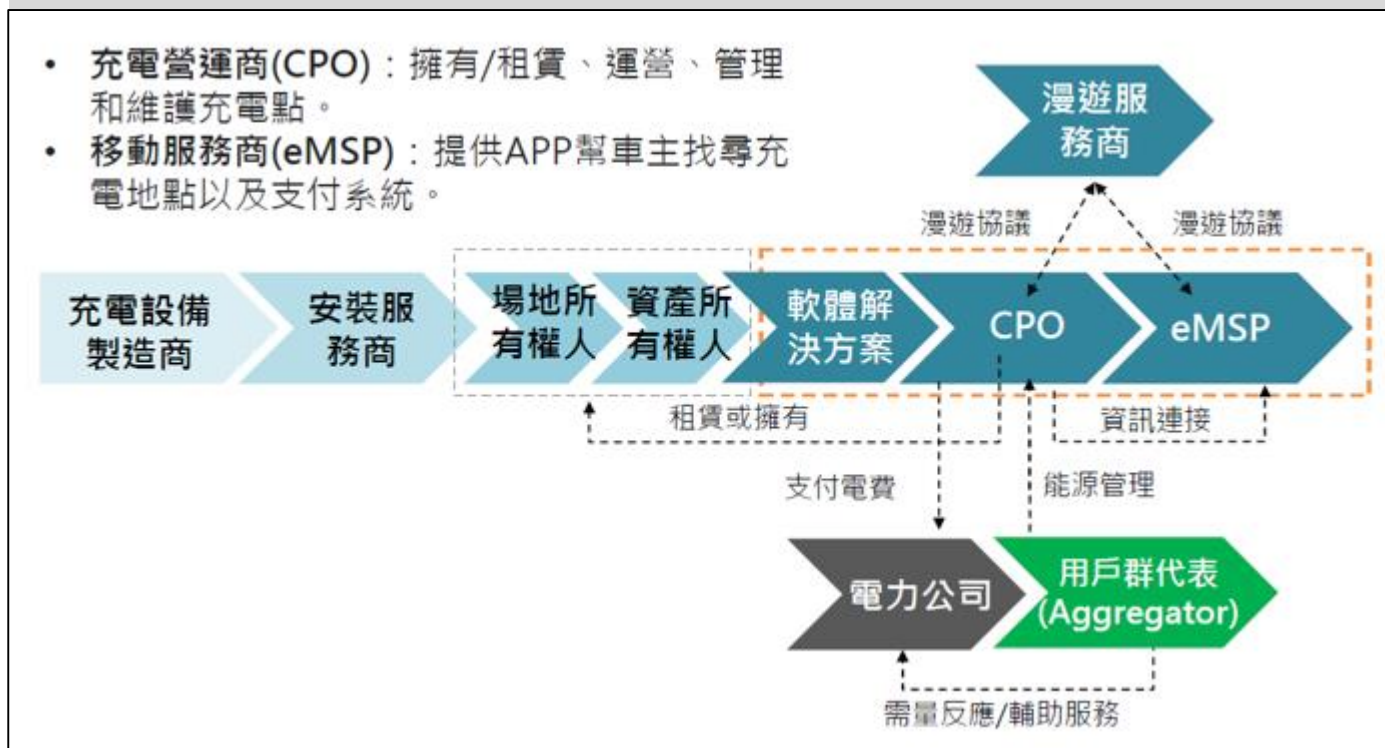 • 充電營運商(CPO)：擁有/租賃、運營、管理
和維護充電點。
• 移動服務商(eMSP)：提供APP幫車主找尋充
電地點以及支付系統。
漫遊服
務商
漫遊協議
漫遊協議
充電設備
製造商
安裝服
務商
場地所
有權人
資產所
有權人
軟體解
決方案
CPO
eMSP
租賃或擁有
資訊連接
支付電費
能源管理
電力公司
用戶群代表
(Aggregator)
需量反應/輔助服務